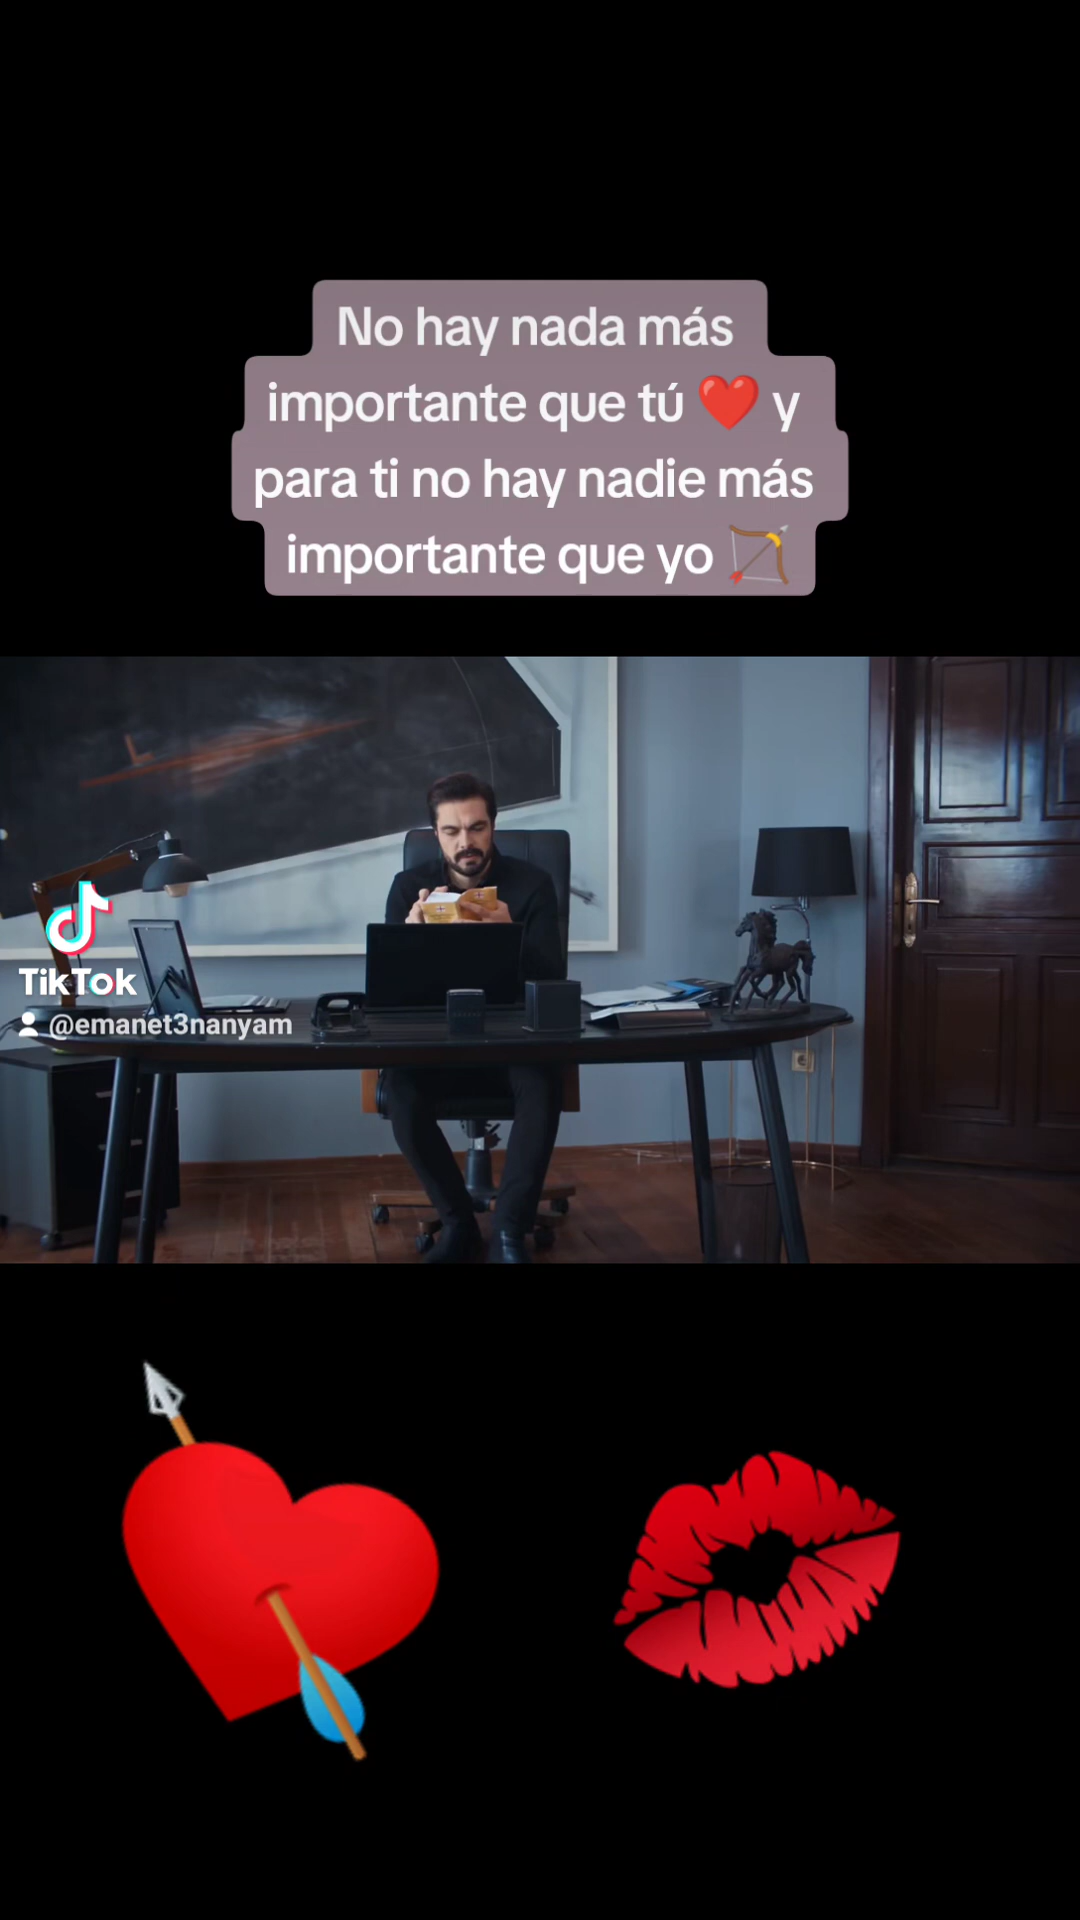 No hay nada más
importante que tú ❤️ y
para ti no hay nadie más
importante que yo 🏹
TikTok
@emanet3nanyam